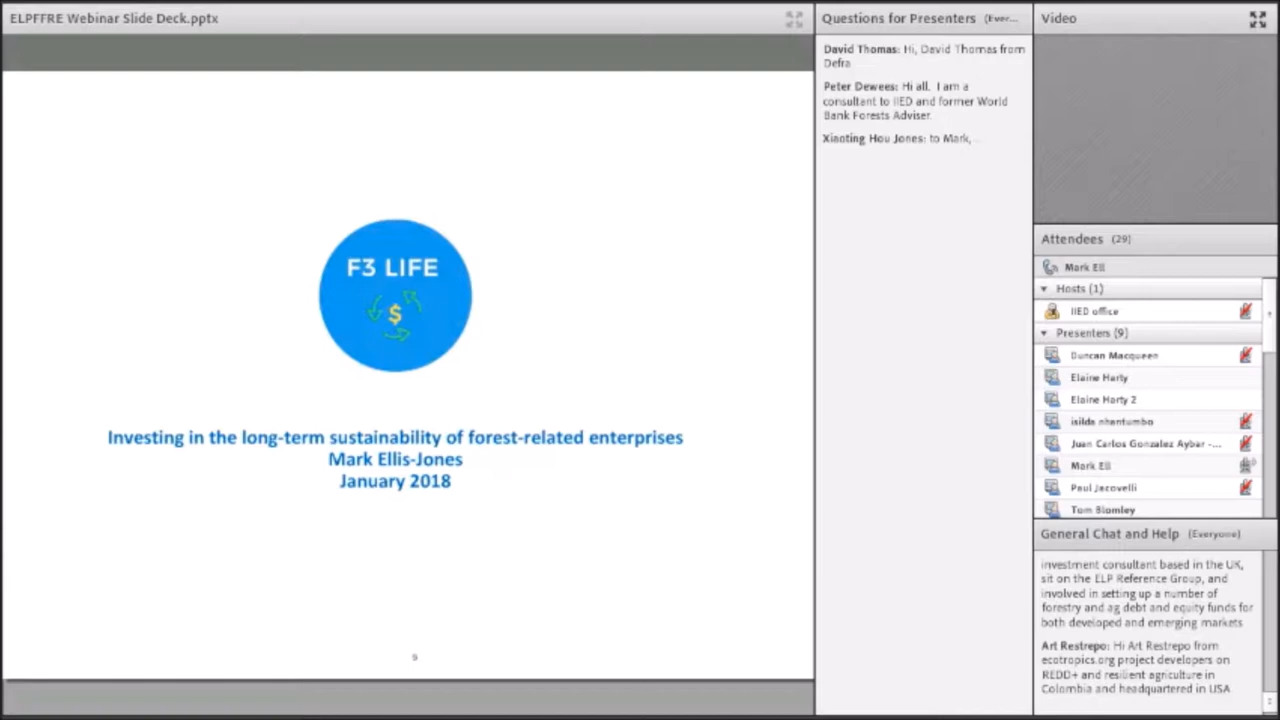 ELPFFRE Webinar Slide Deck.pptx
F3 LIFE
$
Investing in the long-term sustainability of forest-related enterprises
Mark Ellis-Jones
January 2018
9
Questions for Presenters (Ever...
David Thomas: Hi, David Thomas from
Defra
Peter Dewees: Hi all. I am a
consultant to IIED and former World
Bank Forests Adviser.
Xiaoting Hou Jones: to Mark,
Video
Attendees (29)
Mark Ell
Hosts (1)
IIED office
Presenters (9)
Duncan Macqueen
Elaine Harty
Elaine Harty 2
isilda nhantumbo
Juan Carlos Gonzalez Aybar -...
Mark Ell
Paul Jacovelli
Tom Blomley
General Chat and Help (Everyone)
investment consultant based in the UK,
sit on the ELP Reference Group, and
involved in setting up a number of
forestry and ag debt and equity funds for
both developed and emerging markets
Art Restrepo: Hi Art Restrepo from
ecotropics.org project developers on
REDD+ and resilient agriculture in
Colombia and headquartered in USA